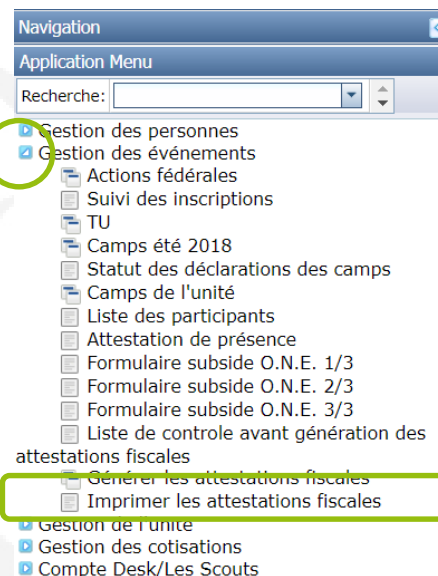 Navigation
Application Menu
Recherche:
Gestion des personnes
Gestion des événements
Actions fédérales
Suivi des inscriptions
TU
Camps été 2018
Statut des déclarations des camps
Camps de l'unité
Liste des participants
Attestation de présence
Formulaire subside O.N.E. 1/3
Formulaire subside O.N.E. 2/3
Formulaire subside O.N.E. 3/3
Liste de controle avant génération des
attestations fiscales
Générer les attestations fiscales
Imprimer les attestations fiscales
Gestion de l'unité
Gestion des cotisations
Compte Desk/Les Scouts